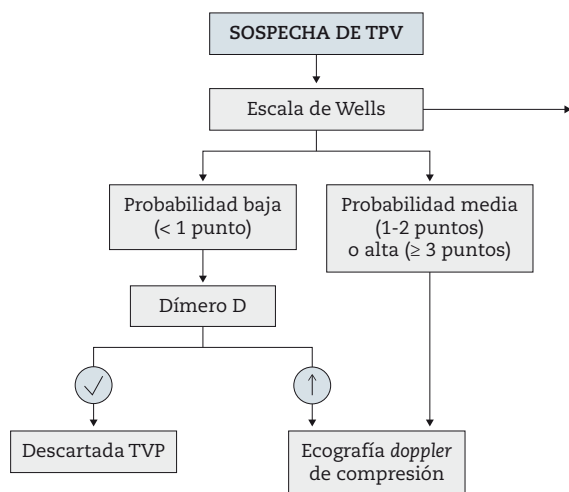 SOSPECHA DE TPV
Escala de Wells
Probabilidad baja
(< 1 punto)
Probabilidad media
(1-2 puntos)
o alta (≥ 3 puntos)
Dímero D
Descartada TVP
Ecografía doppler
de compresión